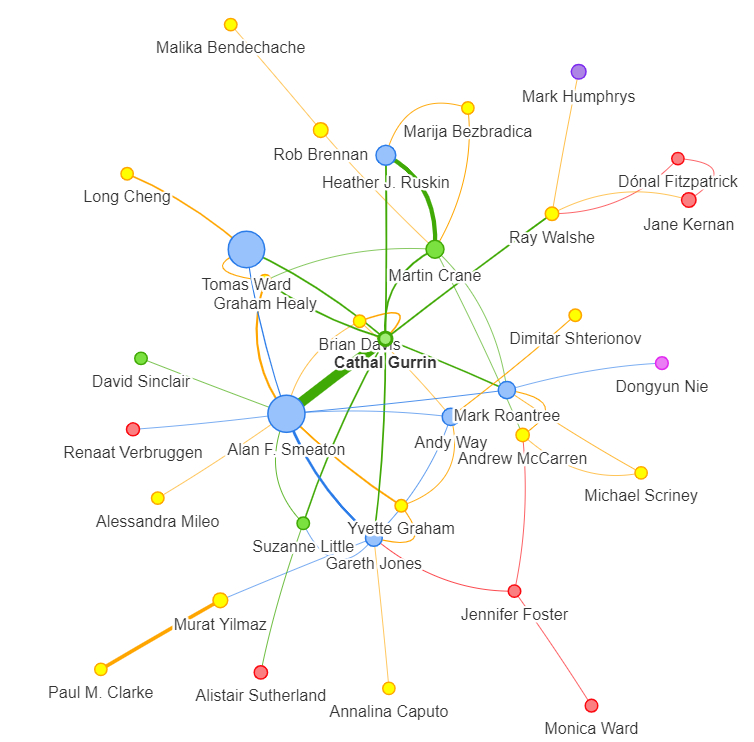 Malika Bendechache
Mark Humphrys
Marija Bezbradica
Rob Brennan
Heather J. Ruskin
Dónal Fitzpatrick
Long Cheng
Jane Kernan
Ray Walshe
Martin Crane
Tomas Ward
Graham Healy
Dimitar Shterionov
Brian Davis
Cathal Gurrin
David Sinclair
Dongyun Nie
Mark Roantree
Andy Way
Alan F. Smeaton
Renaat Verbruggen
Andrew McCarren
Michael Scriney
Alessandra Mileo
Yvette Graham
Suzanne Little
Gareth Jones
Jennifer Foster
Murat Yilmaz
Paul M. Clarke
Alistair Sutherland
Annalina Caputo
Monica Ward